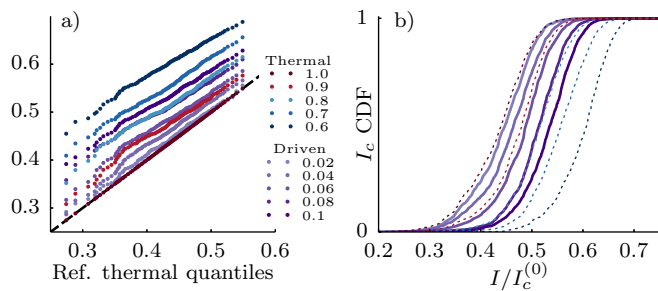 a)
0.6
0.5
0.4
0.3
0.3 0.4 0.5 0.6
Ref. thermal quantiles
Thermal
1.0
0.9
0.8
0.7
0.6
Driven
0.02
0.04
0.06
0.08
0.1
b)
1
0
I_c CDF
0.2 0.3 0.4 0.5 0.6 0.7
I/I_c^{(0)}